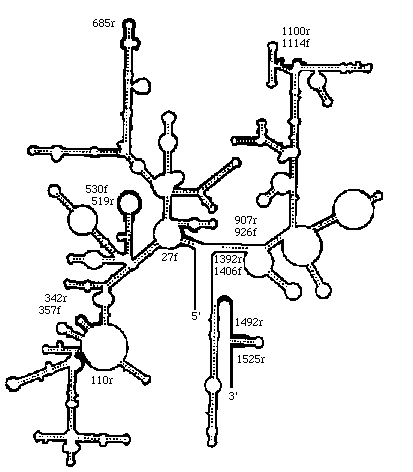 685r
1100r
1114f
530f
519r
907r
926f
27f
1392r
1406f
342r
357f
5'
1492r
1525r
110r
3'